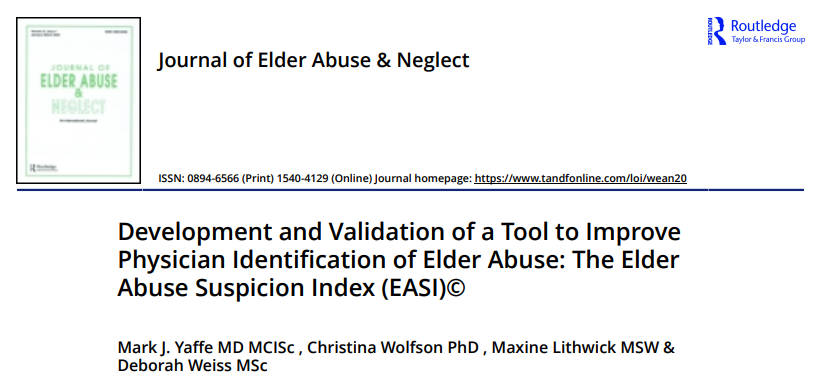 JOURNAL OF
ELDER ABUSE
&
NEGLECT
Routledge
Journal of Elder Abuse & Neglect
ROUTLEDGE
Routledge
Taylor & Francis Group
ISSN: 0894-6566 (Print) 1540-4129 (Online) Journal homepage: https://www.tandfonline.com/loi/wean20
Development and Validation of a Tool to Improve
Physician Identification of Elder Abuse: The Elder
Abuse Suspicion Index (EASI)©
Mark J. Yaffe MD MCISc , Christina Wolfson PhD , Maxine Lithwick MSW &
Deborah Weiss MSc